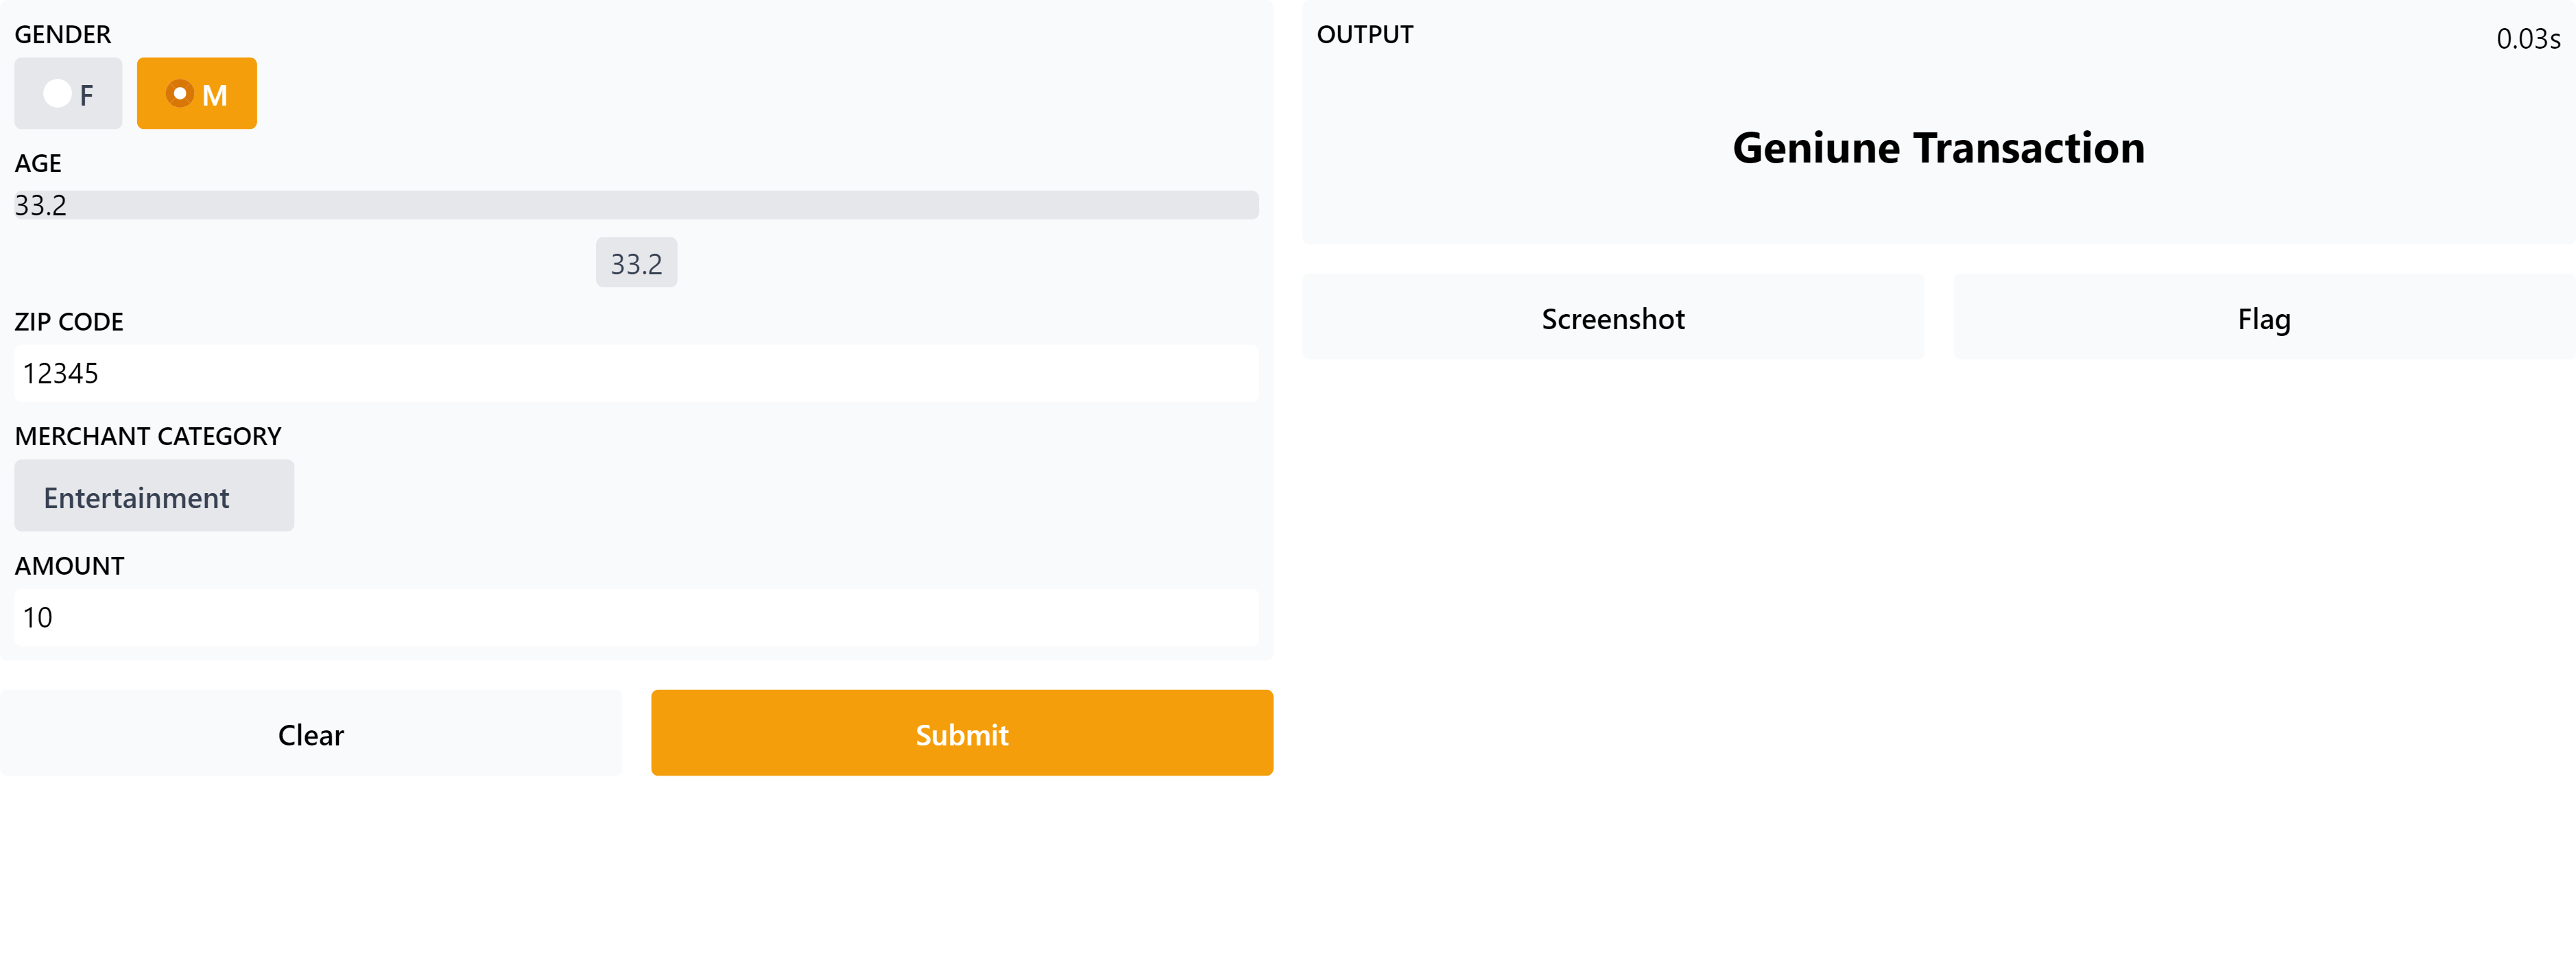 GENDER
F
M
AGE
33.2
33.2
ZIP CODE
12345
MERCHANT CATEGORY
Entertainment
AMOUNT
10
Clear
Submit
OUTPUT
0.03s
Geniune Transaction
Screenshot
Flag